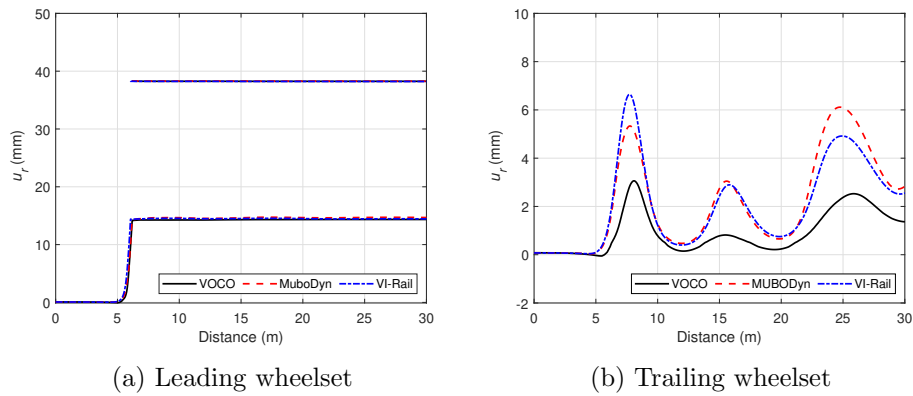 50
40
30
20
10
0
u_r (mm)
0 5 10 15 20 25 30
Distance (m)
VOCO MuboDyn VI-Rail
(a) Leading wheelset
10
8
6
4
2
0
-2
u_r (mm)
0 5 10 15 20 25 30
Distance (m)
VOCO MUBODyn VI-Rail
(b) Trailing wheelset